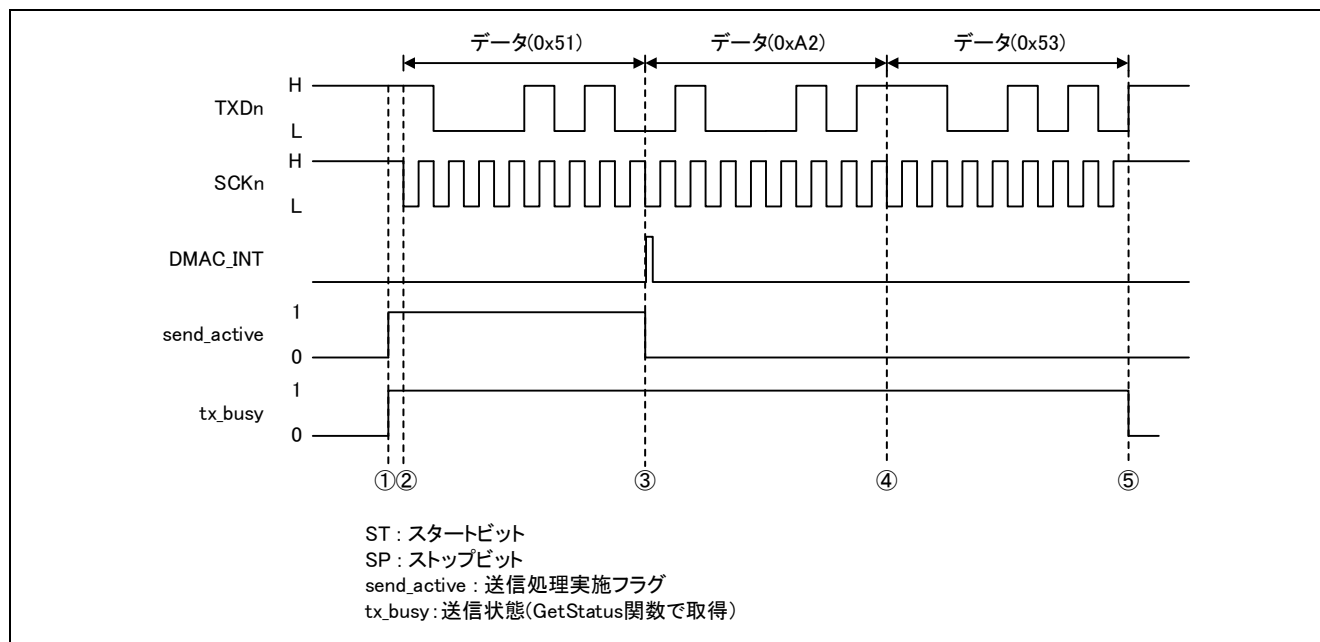 データ(0x51) データ(0xA2) データ(0x53)
H
TXDn
L
H
SCKn
L
DMAC_INT
1
send_active
0
1
tx_busy
0
① ② ③ ④ ⑤
ST : スタートビット
SP : ストップビット
send_active : 送信処理実施フラグ
tx_busy : 送信状態(GetStatus関数で取得)